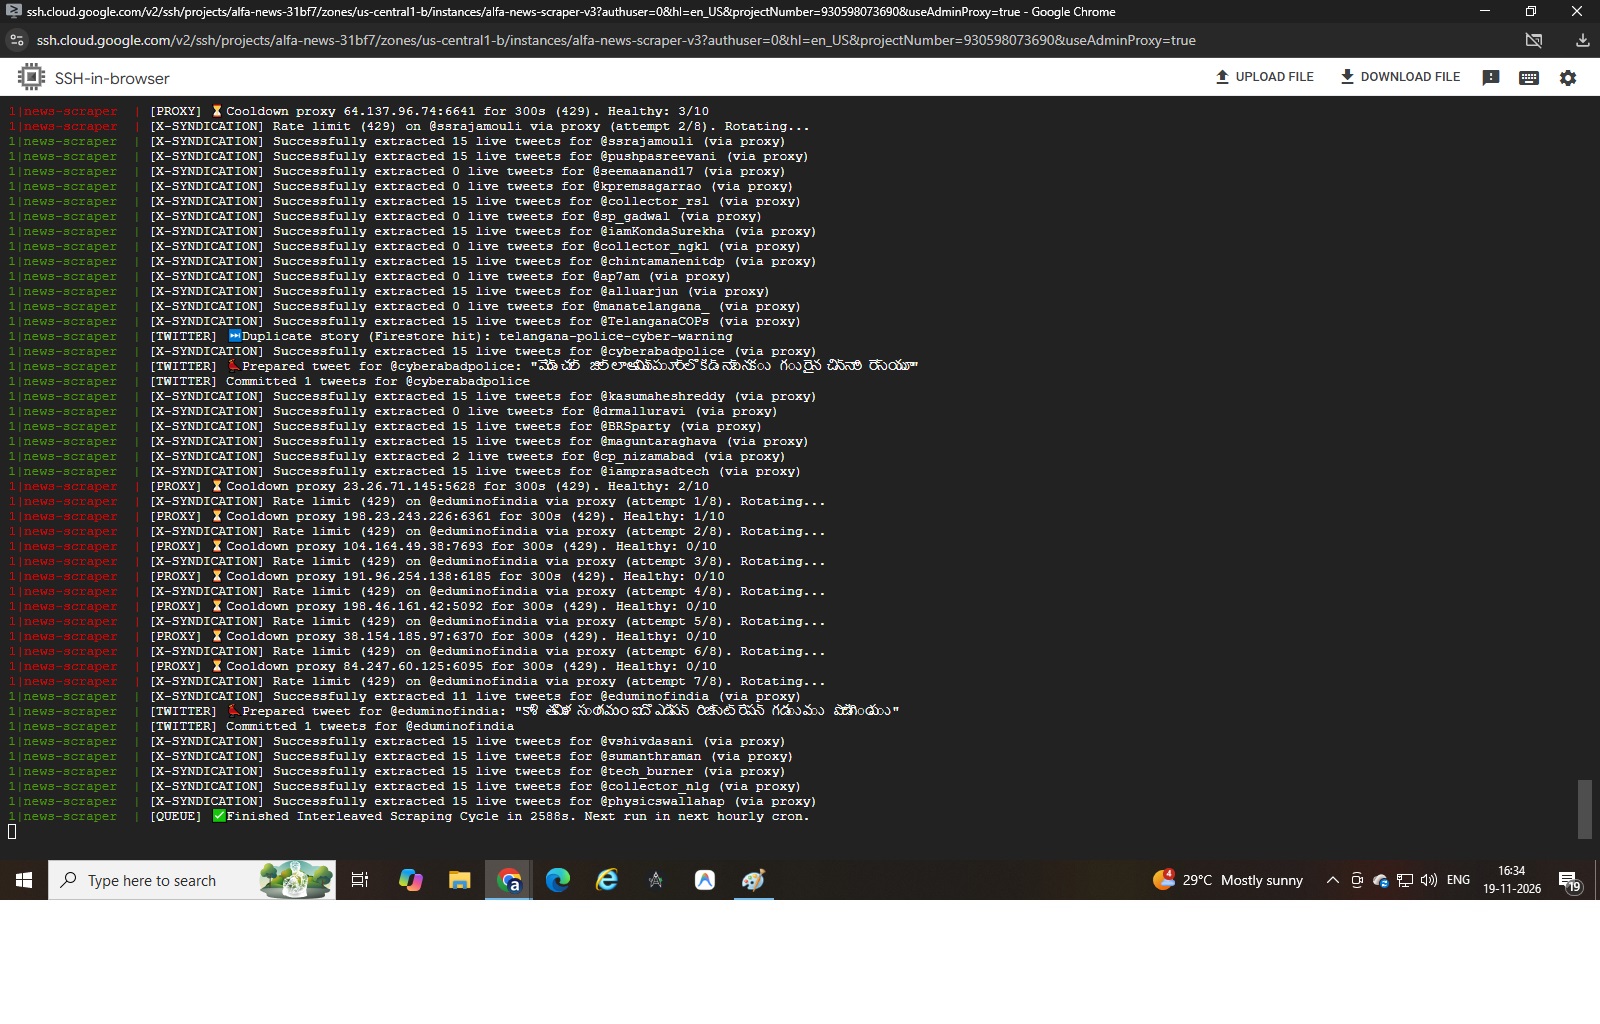 ssh.cloud.google.com/v2/ssh/projects/alfa-news-31bf7/zones/us-central1-b/instances/alfa-news-scraper-v3?authuser=0&hl=en_US&projectNumber=930598073690&useAdminProxy=true - Google Chrome
ssh.cloud.google.com/v2/ssh/projects/alfa-news-31bf7/zones/us-central1-b/instances/alfa-news-scraper-v3?authuser=0&hl=en_US&projectNumber=930598073690&useAdminProxy=true
SSH-in-browser UPLOAD FILE DOWNLOAD FILE
1|news-scraper | [PROXY] ⏳Cooldown proxy 64.137.96.74:6641 for 300s (429). Healthy: 3/10
1|news-scraper | [X-SYNDICATION] Rate limit (429) on @ssrajamouli via proxy (attempt 2/8). Rotating...
1|news-scraper | [X-SYNDICATION] Successfully extracted 15 live tweets for @ssrajamouli (via proxy)
1|news-scraper | [X-SYNDICATION] Successfully extracted 15 live tweets for @pushpasreevani (via proxy)
1|news-scraper | [X-SYNDICATION] Successfully extracted 0 live tweets for @seemaanand17 (via proxy)
1|news-scraper | [X-SYNDICATION] Successfully extracted 0 live tweets for @kpremsagarrao (via proxy)
1|news-scraper | [X-SYNDICATION] Successfully extracted 15 live tweets for @collector_rsl (via proxy)
1|news-scraper | [X-SYNDICATION] Successfully extracted 0 live tweets for @sp_gadwal (via proxy)
1|news-scraper | [X-SYNDICATION] Successfully extracted 15 live tweets for @iamKondaSurekha (via proxy)
1|news-scraper | [X-SYNDICATION] Successfully extracted 0 live tweets for @collector_ngkl (via proxy)
1|news-scraper | [X-SYNDICATION] Successfully extracted 15 live tweets for @chintamanenitdp (via proxy)
1|news-scraper | [X-SYNDICATION] Successfully extracted 0 live tweets for @ap7am (via proxy)
1|news-scraper | [X-SYNDICATION] Successfully extracted 15 live tweets for @alluarjun (via proxy)
1|news-scraper | [X-SYNDICATION] Successfully extracted 0 live tweets for @manatelangana_ (via proxy)
1|news-scraper | [X-SYNDICATION] Successfully extracted 15 live tweets for @TelanganaCOPs (via proxy)
1|news-scraper | [TWITTER] ⏭Duplicate story (Firestore hit): telangana-police-cyber-warning
1|news-scraper | [X-SYNDICATION] Successfully extracted 15 live tweets for @cyberabadpolice (via proxy)
1|news-scraper | [TWITTER] Prepared tweet for @cyberabadpolice: "
1|news-scraper | [TWITTER] Committed 1 tweets for @cyberabadpolice
1|news-scraper | [X-SYNDICATION] Successfully extracted 15 live tweets for @kasumaheshreddy (via proxy)
1|news-scraper | [X-SYNDICATION] Successfully extracted 0 live tweets for @drmalluravi (via proxy)
1|news-scraper | [X-SYNDICATION] Successfully extracted 15 live tweets for @BRSparty (via proxy)
1|news-scraper | [X-SYNDICATION] Successfully extracted 15 live tweets for @maguntaraghava (via proxy)
1|news-scraper | [X-SYNDICATION] Successfully extracted 2 live tweets for @cp_nizamabad (via proxy)
1|news-scraper | [X-SYNDICATION] Successfully extracted 15 live tweets for @iamprasadtech (via proxy)
1|news-scraper | [PROXY] ⏳Cooldown proxy 23.26.71.145:5628 for 300s (429). Healthy: 2/10
1|news-scraper | [X-SYNDICATION] Rate limit (429) on @eduminofindia via proxy (attempt 1/8). Rotating...
1|news-scraper | [PROXY] ⏳Cooldown proxy 198.23.243.226:6361 for 300s (429). Healthy: 1/10
1|news-scraper | [X-SYNDICATION] Rate limit (429) on @eduminofindia via proxy (attempt 2/8). Rotating...
1|news-scraper | [PROXY] ⏳Cooldown proxy 104.164.49.38:7693 for 300s (429). Healthy: 0/10
1|news-scraper | [X-SYNDICATION] Rate limit (429) on @eduminofindia via proxy (attempt 3/8). Rotating...
1|news-scraper | [PROXY] ⏳Cooldown proxy 191.96.254.138:6185 for 300s (429). Healthy: 0/10
1|news-scraper | [X-SYNDICATION] Rate limit (429) on @eduminofindia via proxy (attempt 4/8). Rotating...
1|news-scraper | [PROXY] ⏳Cooldown proxy 198.46.161.42:5092 for 300s (429). Healthy: 0/10
1|news-scraper | [X-SYNDICATION] Rate limit (429) on @eduminofindia via proxy (attempt 5/8). Rotating...
1|news-scraper | [PROXY] ⏳Cooldown proxy 38.154.185.97:6370 for 300s (429). Healthy: 0/10
1|news-scraper | [X-SYNDICATION] Rate limit (429) on @eduminofindia via proxy (attempt 6/8). Rotating...
1|news-scraper | [PROXY] ⏳Cooldown proxy 84.247.60.125:6095 for 300s (429). Healthy: 0/10
1|news-scraper | [X-SYNDICATION] Rate limit (429) on @eduminofindia via proxy (attempt 7/8). Rotating...
1|news-scraper | [X-SYNDICATION] Successfully extracted 11 live tweets for @eduminofindia (via proxy)
1|news-scraper | [TWITTER] Prepared tweet for @eduminofindia: "
1|news-scraper | [TWITTER] Committed 1 tweets for @eduminofindia
1|news-scraper | [X-SYNDICATION] Successfully extracted 15 live tweets for @vshivdasani (via proxy)
1|news-scraper | [X-SYNDICATION] Successfully extracted 15 live tweets for @sumanthraman (via proxy)
1|news-scraper | [X-SYNDICATION] Successfully extracted 15 live tweets for @tech_burner (via proxy)
1|news-scraper | [X-SYNDICATION] Successfully extracted 15 live tweets for @collector_nlg (via proxy)
1|news-scraper | [X-SYNDICATION] Successfully extracted 15 live tweets for @physicswallahap (via proxy)
1|news-scraper | [QUEUE] ✅Finished Interleaved Scraping Cycle in 2588s. Next run in next hourly cron.
Type here to search 4 29°C Mostly sunny ENG 16:34
19-11-2026 19